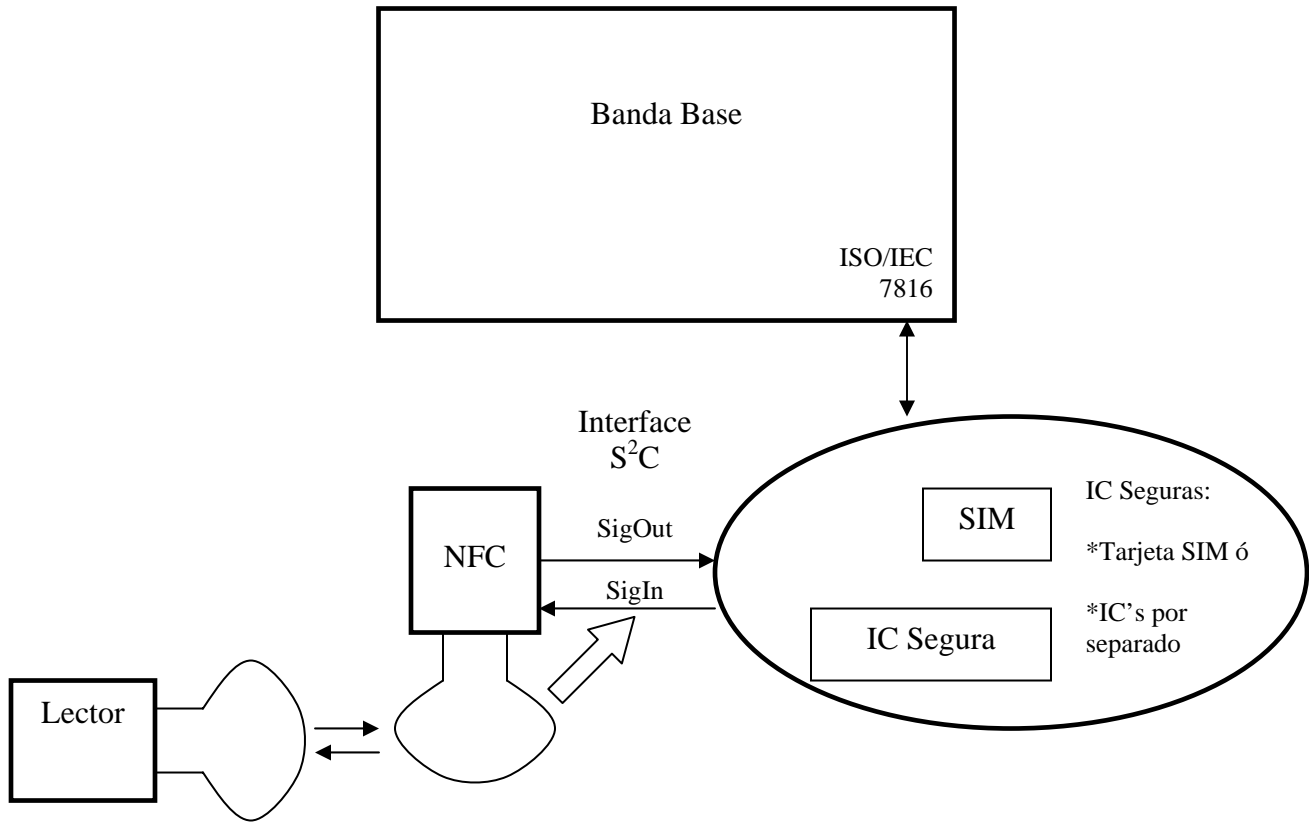 Banda Base
ISO/IEC
7816
Interface
S²C
SigOut
NFC
SigIn
SIM
IC Segura
IC Seguras:
*Tarjeta SIM ó
*IC’s por
separado
Lector